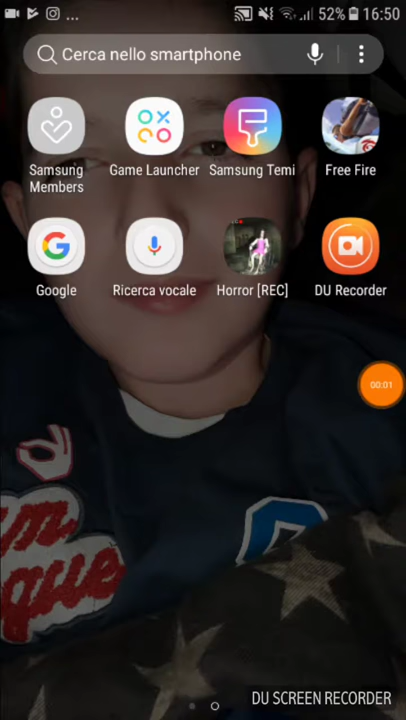 ... 52% 16:50
Cerca nello smartphone
Samsung Members
Game Launcher
Samsung Temi
Free Fire
Google
Ricerca vocale
Horror [REC]
DU Recorder
00:01
que
DU SCREEN RECORDER